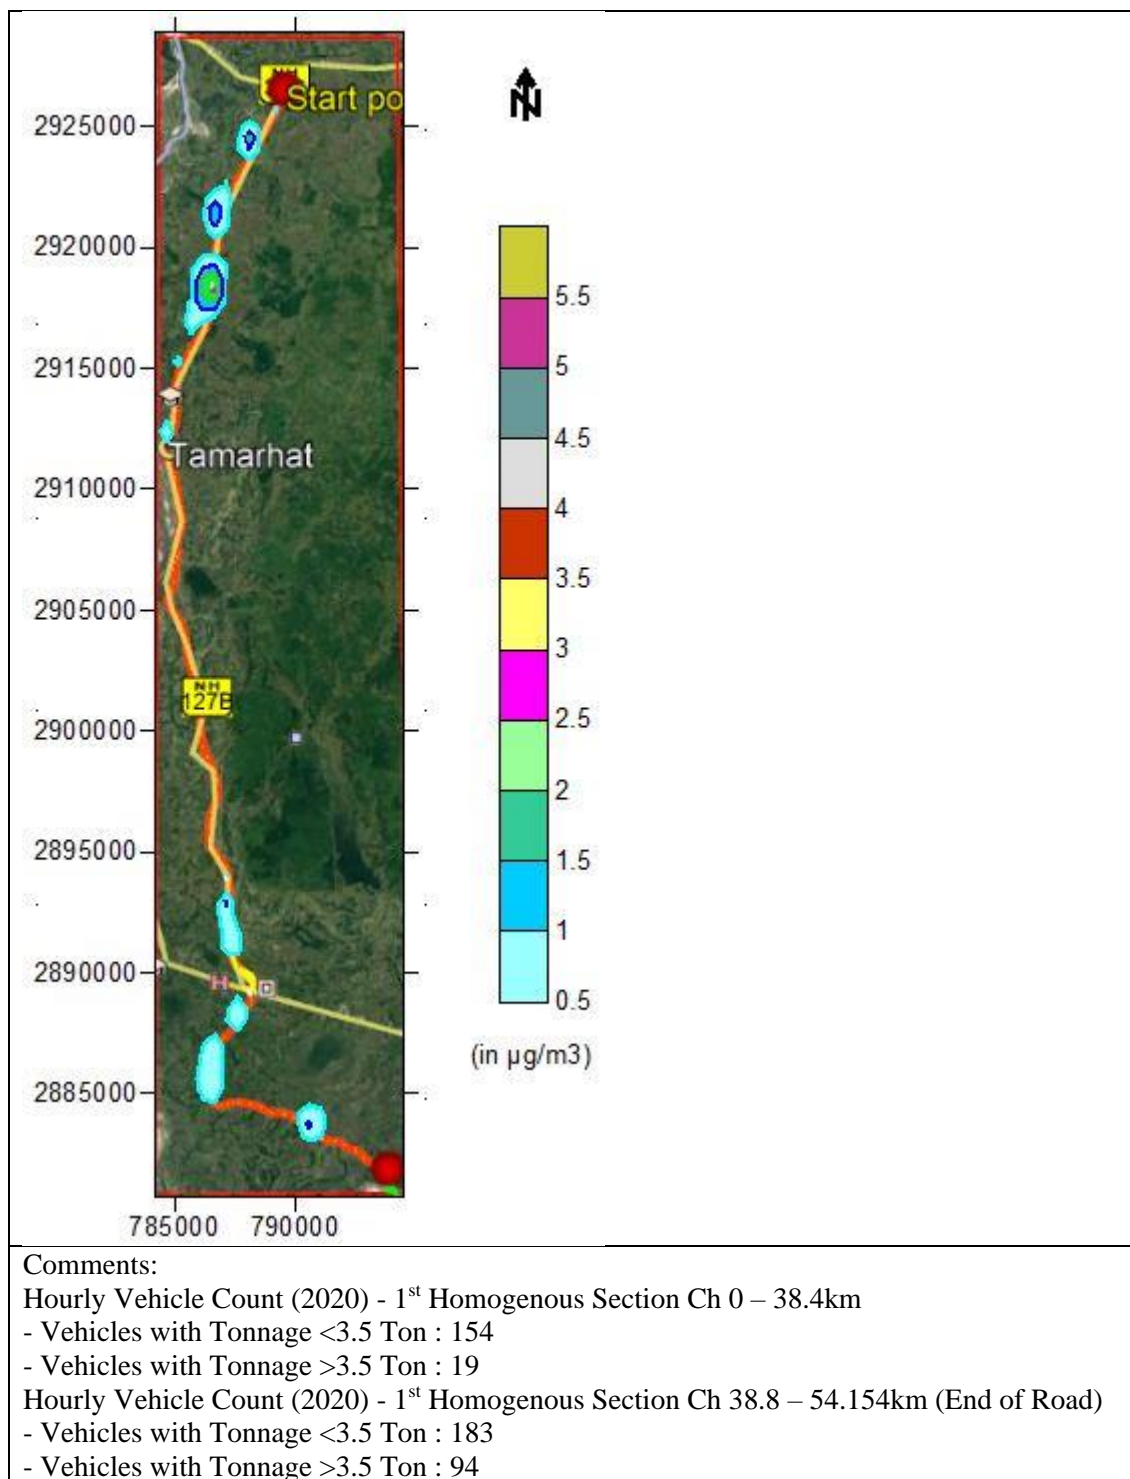 Start po
N
2925000
2920000
2915000
Tamarhat
2910000
2905000
NH
127B
2900000
2895000
2890000
H
2885000
785000 790000
5.5
5
4.5
4
3.5
3
2.5
2
1.5
1
0.5
(in µg/m3)
Comments:
Hourly Vehicle Count (2020) - 1st Homogenous Section Ch 0 – 38.4km
- Vehicles with Tonnage <3.5 Ton : 154
- Vehicles with Tonnage >3.5 Ton : 19
Hourly Vehicle Count (2020) - 1st Homogenous Section Ch 38.8 – 54.154km (End of Road)
- Vehicles with Tonnage <3.5 Ton : 183
- Vehicles with Tonnage >3.5 Ton : 94